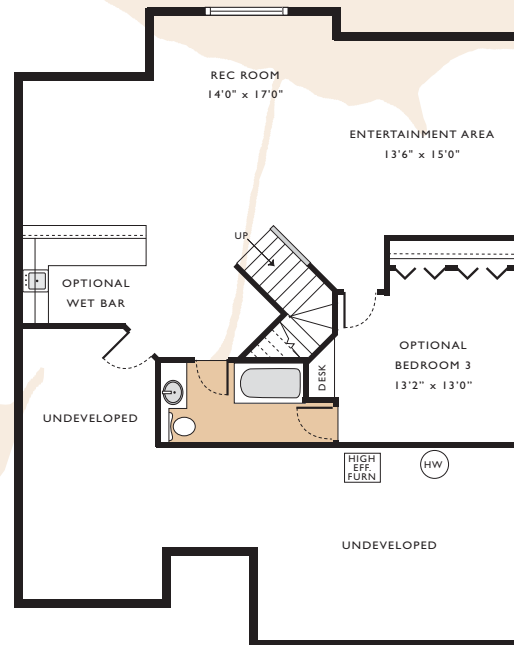 REC ROOM
14'0" x 17'0"
ENTERTAINMENT AREA
13'6" x 15'0"
UP
OPTIONAL
WET BAR
OPTIONAL
BEDROOM 3
13'2" x 13'0"
DESK
UNDEVELOPED
HIGH
EFF.
FURN
HW
UNDEVELOPED